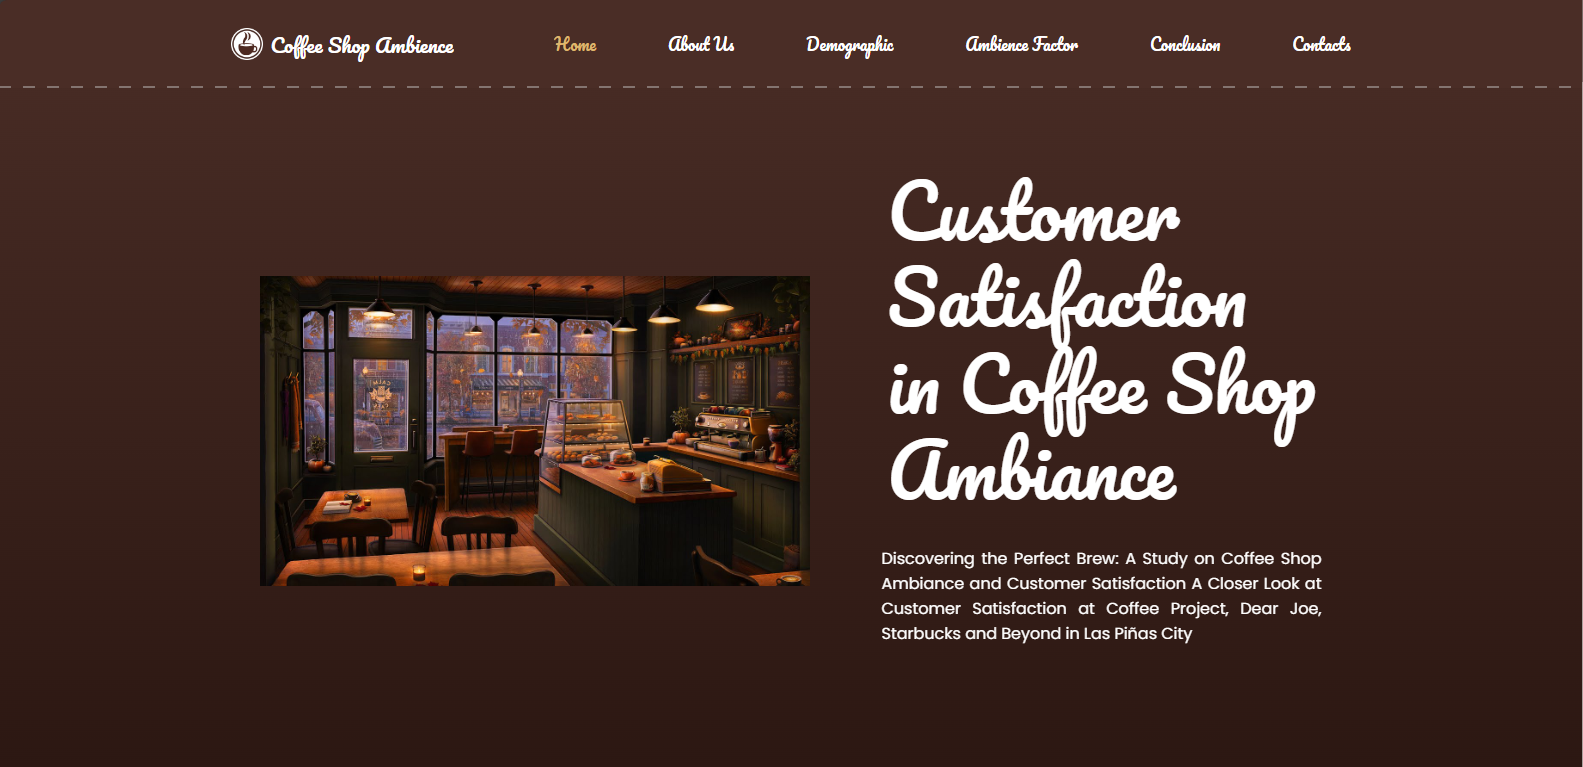 Coffee Shop Ambience Home About Us Demographic Ambience Factor Conclusion Contacts
Customer
Satisfaction
in Coffee Shop
Ambiance
Discovering the Perfect Brew: A Study on Coffee Shop
Ambiance and Customer Satisfaction A Closer Look at
Customer Satisfaction at Coffee Project, Dear Joe,
Starbucks and Beyond in Las Piñas City